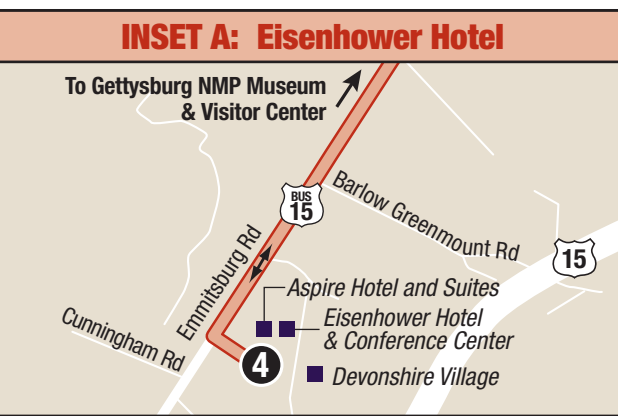 INSET A: Eisenhower Hotel
To Gettysburg NMP Museum
& Visitor Center
BUS
15
Barlow Greenmount Rd
15
Emmitsburg Rd
Aspire Hotel and Suites
Eisenhower Hotel
& Conference Center
Cunningham Rd
4
Devonshire Village